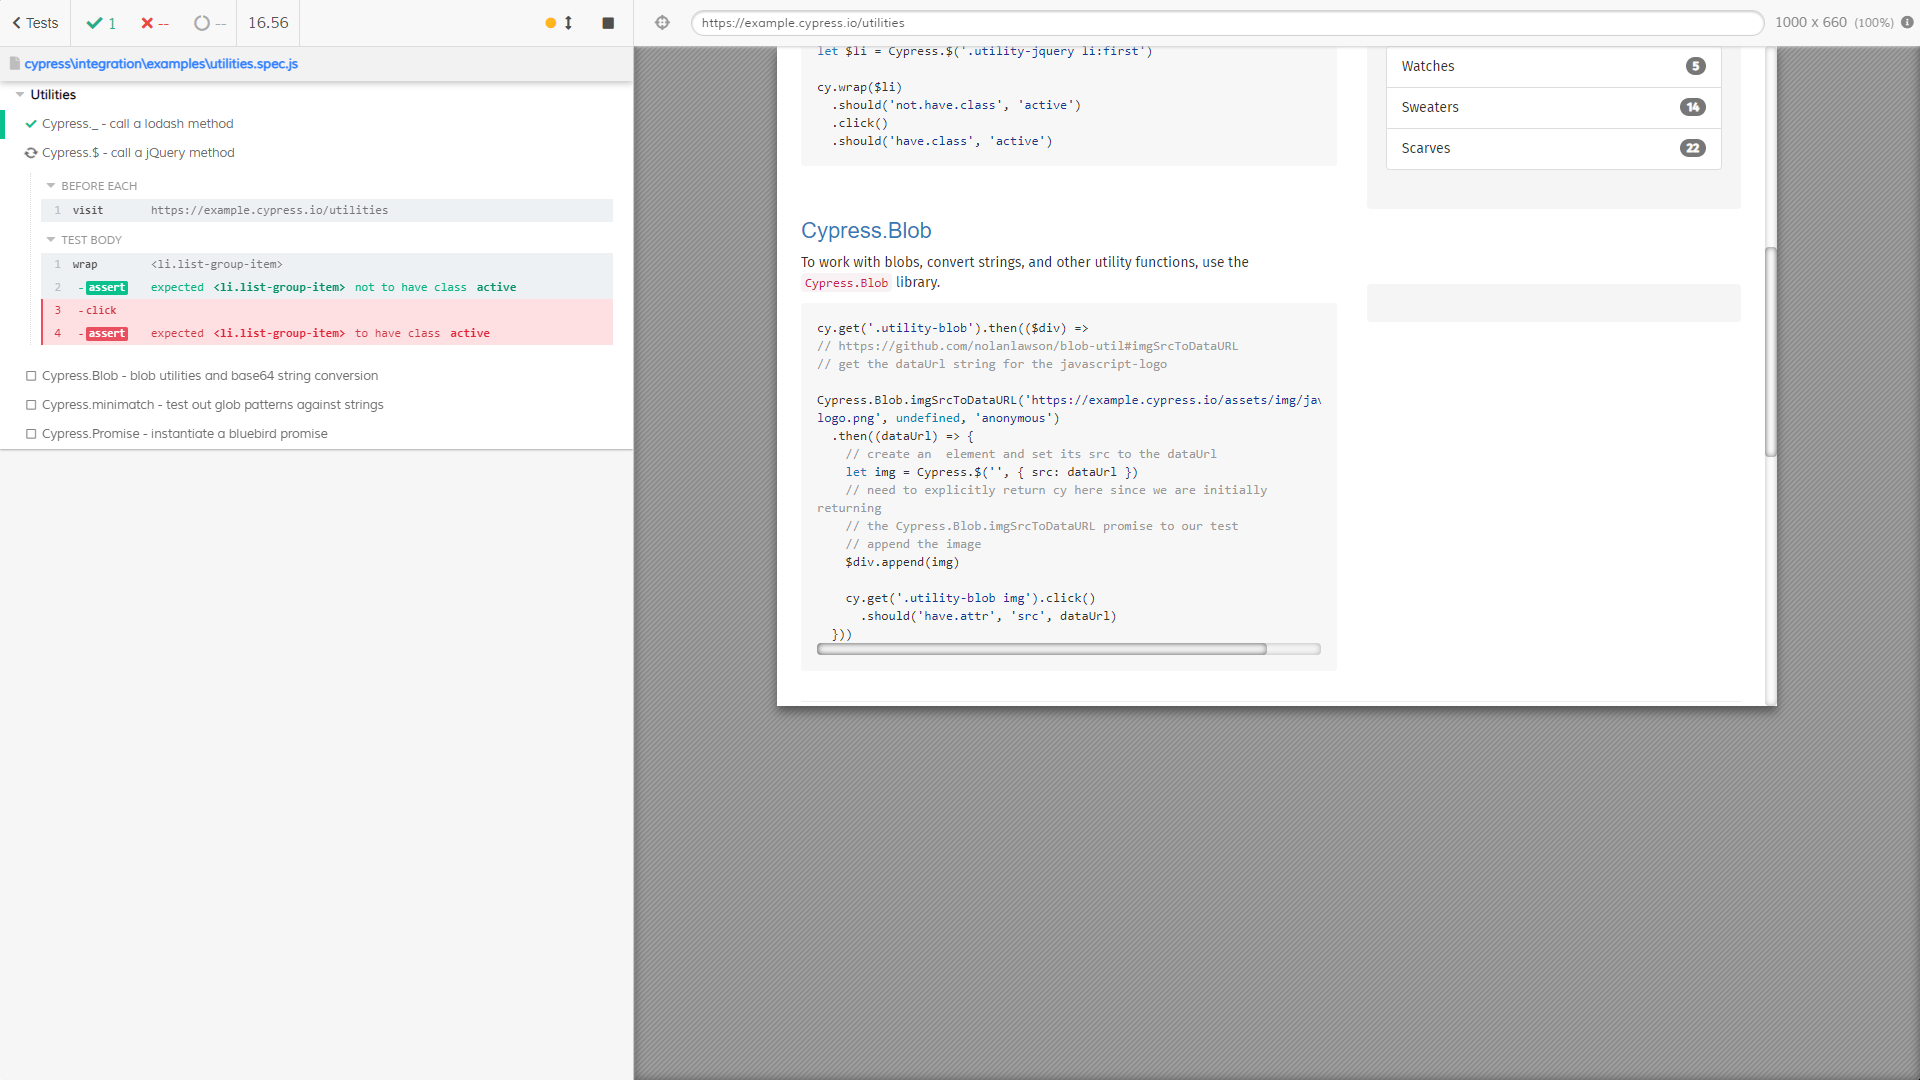 Tests
1
--
--
16.56
https://example.cypress.io/utilities
1000 x 660 (100%)
cypress\integration\examples\utilities.spec.js
Utilities
Cypress._ - call a lodash method
Cypress.$ - call a jQuery method
BEFORE EACH
1 visit https://example.cypress.io/utilities
TEST BODY
1 wrap <li.list-group-item>
2 -assert expected <li.list-group-item> not to have class active
3 -click
4 -assert expected <li.list-group-item> to have class active
Cypress.Blob - blob utilities and base64 string conversion
Cypress.minimatch - test out glob patterns against strings
Cypress.Promise - instantiate a bluebird promise
let $li = Cypress.$('.utility-jquery li:first')
cy.wrap($li)
.should('not.have.class', 'active')
.click()
.should('have.class', 'active')
Cypress.Blob
To work with blobs, convert strings, and other utility functions, use the
Cypress.Blob library.
cy.get('.utility-blob').then(($div) =>
// https://github.com/nolanlawson/blob-util#imgSrcToDataURL
// get the dataUrl string for the javascript-logo
Cypress.Blob.imgSrcToDataURL('https://example.cypress.io/assets/img/jav
logo.png', undefined, 'anonymous')
.then((dataUrl) => {
// create an  element and set its src to the dataUrl
let img = Cypress.$('', { src: dataUrl })
// need to explicitly return cy here since we are initially
returning
// the Cypress.Blob.imgSrcToDataURL promise to our test
// append the image
$div.append(img)
cy.get('.utility-blob img').click()
.should('have.attr', 'src', dataUrl)
}))
Watches 5
Sweaters 14
Scarves 22